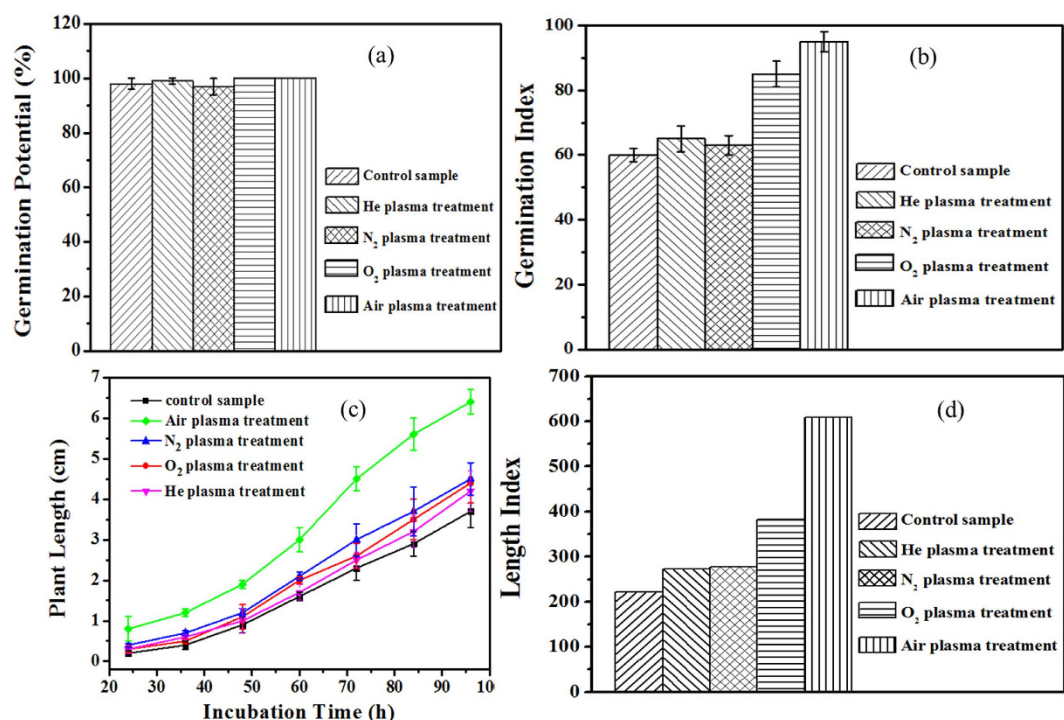 Germination Potential (%)
120
100
80
60
40
20
0
(a)
Control sample
He plasma treatment
N₂ plasma treatment
O₂ plasma treatment
Air plasma treatment
Germination Index
100
80
60
40
20
0
(b)
Control sample
He plasma treatment
N₂ plasma treatment
O₂ plasma treatment
Air plasma treatment
Plant Length (cm)
7
6
5
4
3
2
1
0
control sample
Air plasma treatment
N₂ plasma treatment
O₂ plasma treatment
He plasma treatment
(c)
20 30 40 50 60 70 80 90 100
Incubation Time (h)
Length Index
700
600
500
400
300
200
100
0
(d)
Control sample
He plasma treatment
N₂ plasma treatment
O₂ plasma treatment
Air plasma treatment